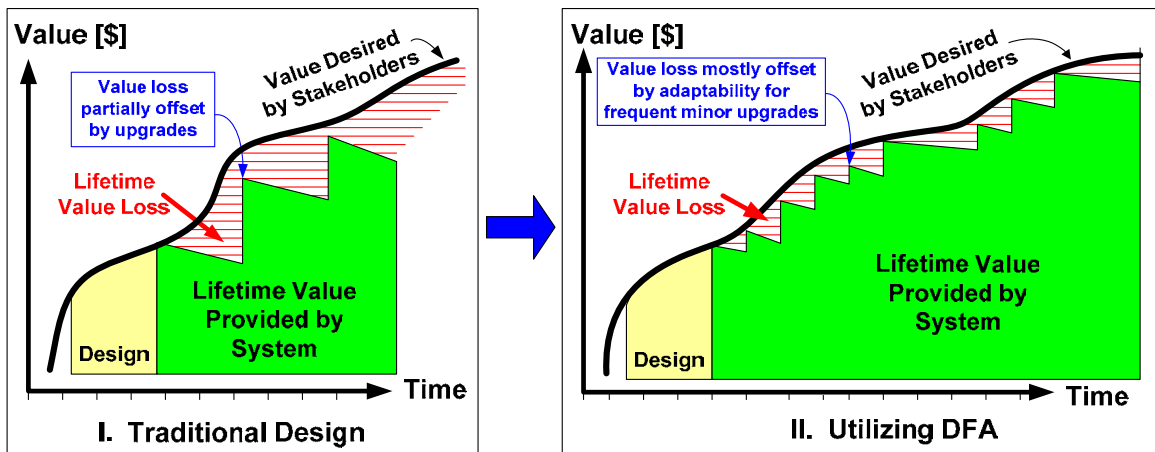 Value [$]
Value Desired
by Stakeholders
Value loss
partially offset
by upgrades
Lifetime
Value Loss
Lifetime Value
Provided by
System
Design
Time
I. Traditional Design
Value [$]
Value Desired
by Stakeholders
Value loss mostly offset
by adaptability for
frequent minor upgrades
Lifetime
Value Loss
Lifetime Value
Provided by
System
Design
Time
II. Utilizing DFA